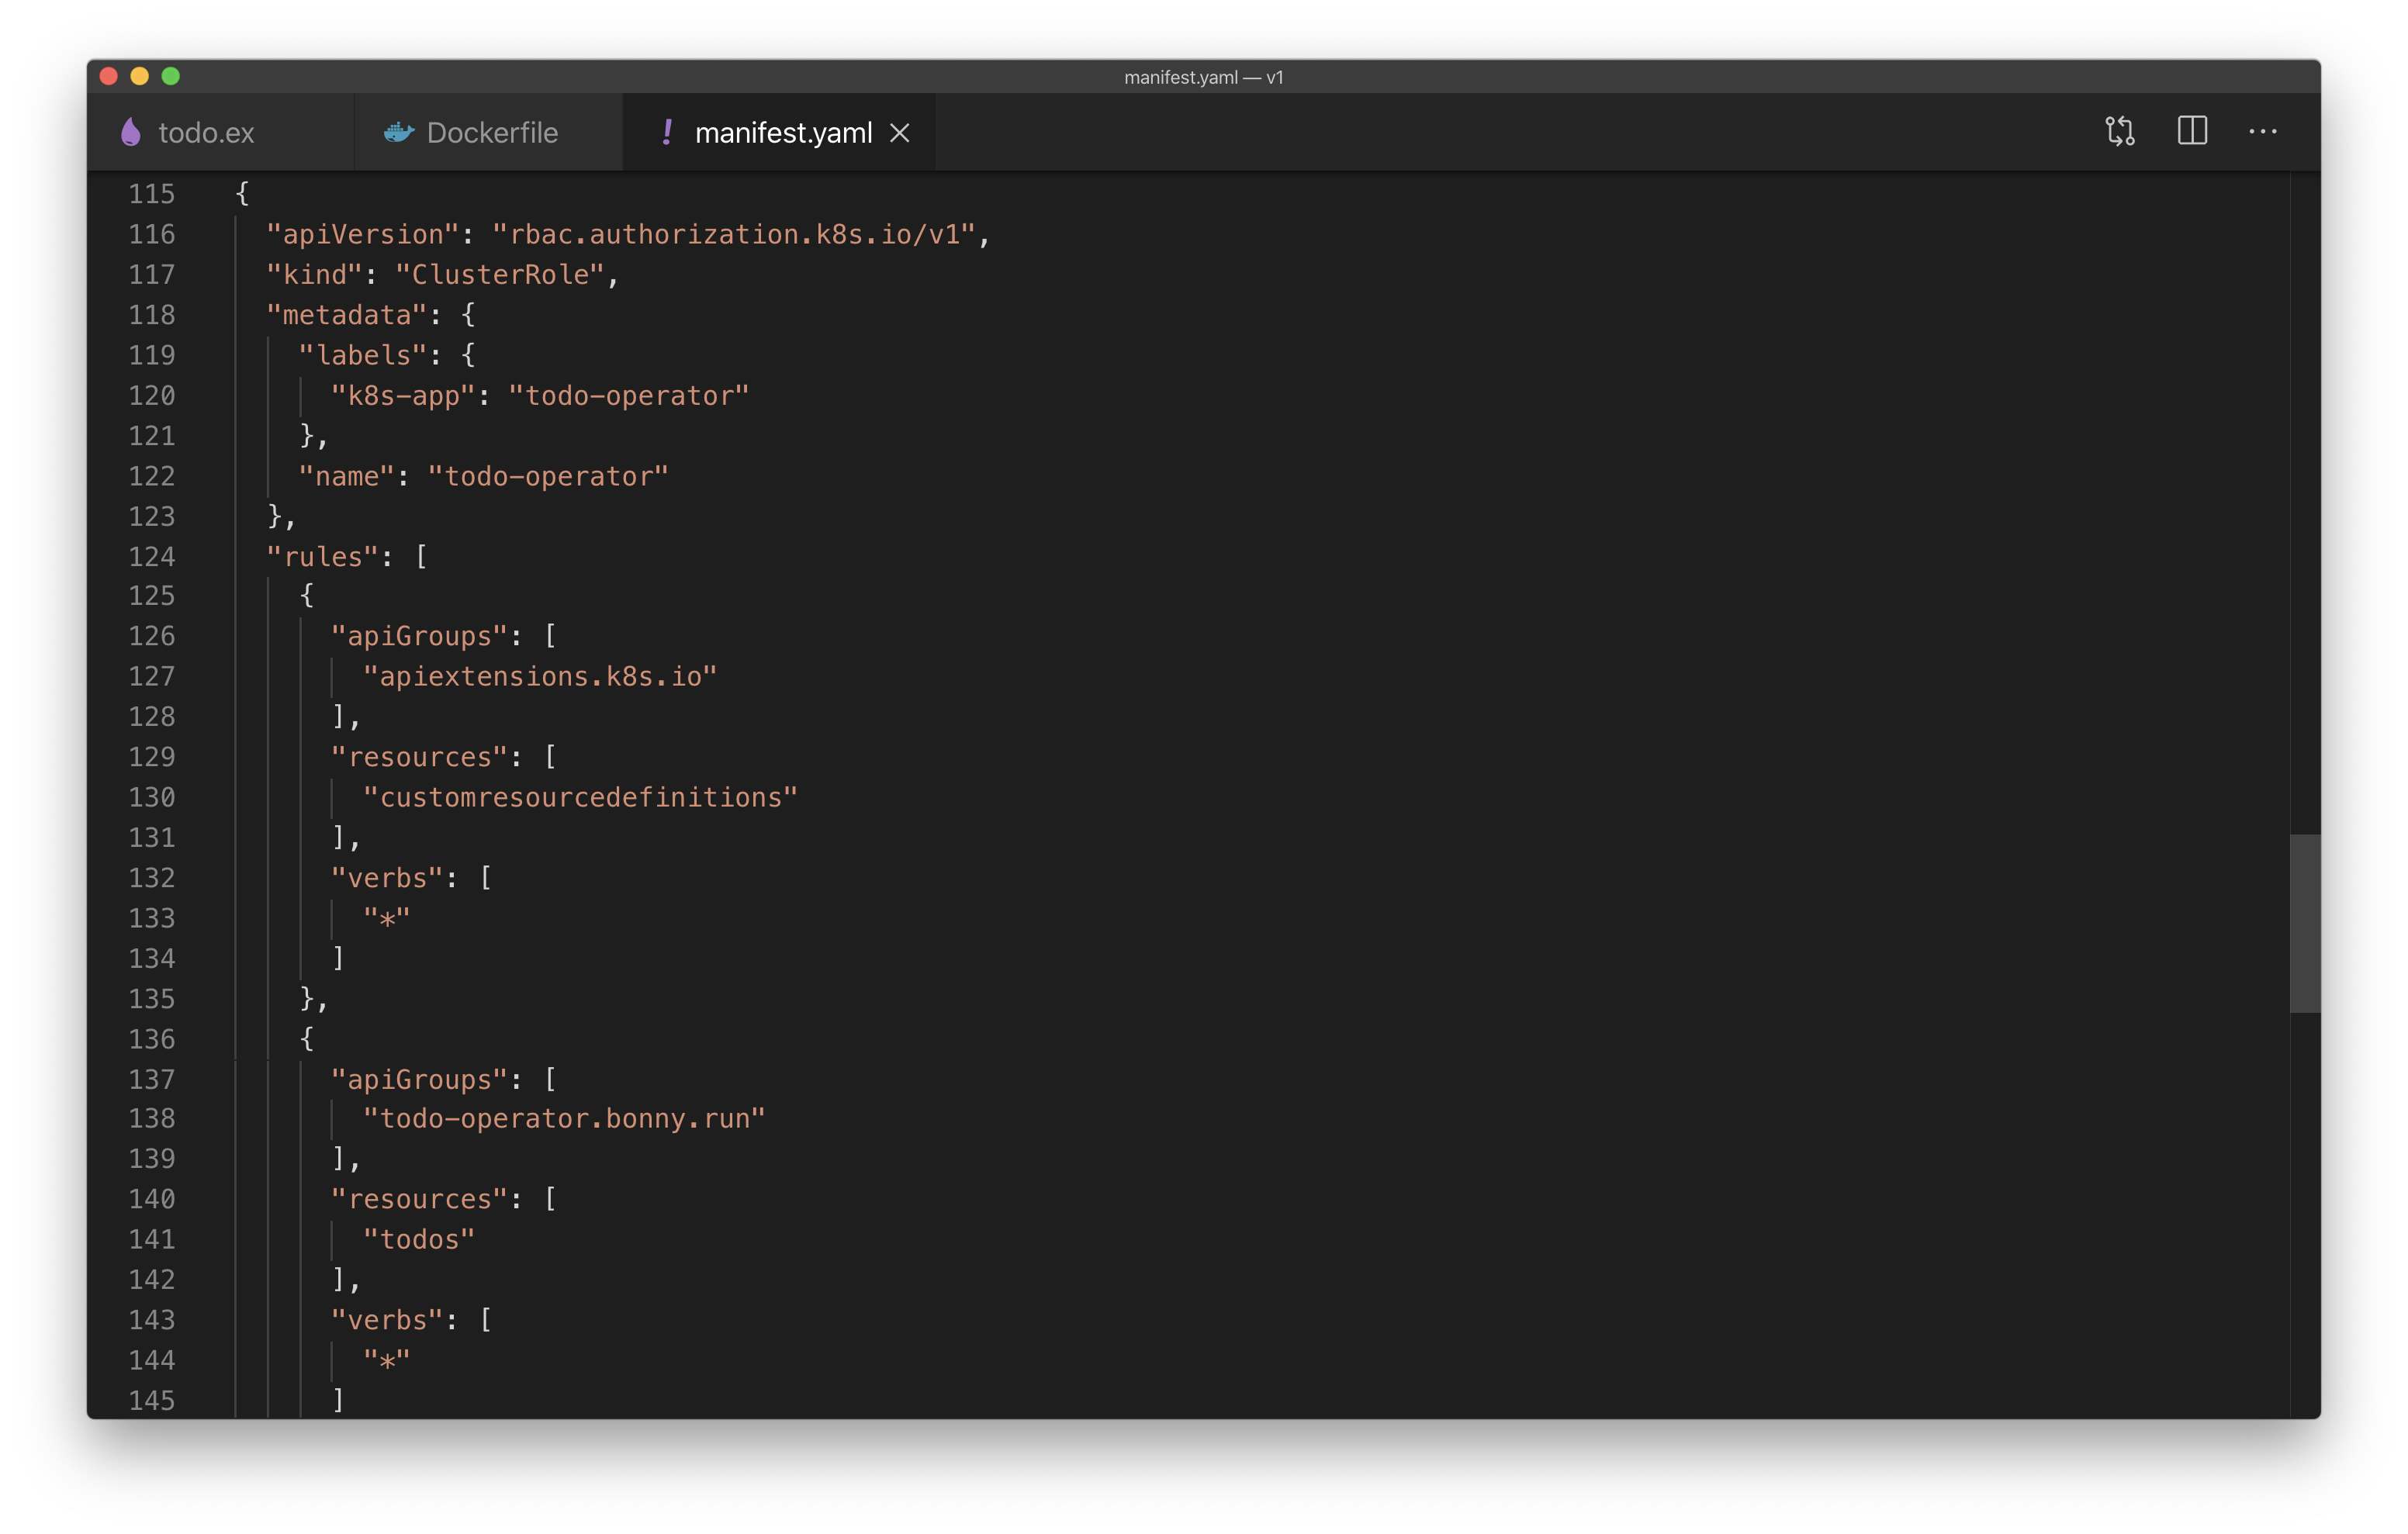 manifest.yaml — v1
todo.ex Dockerfile manifest.yaml
115 {
116 "apiVersion": "rbac.authorization.k8s.io/v1",
117 "kind": "ClusterRole",
118 "metadata": {
119 "labels": {
120 "k8s-app": "todo-operator"
121 },
122 "name": "todo-operator"
123 },
124 "rules": [
125 {
126 "apiGroups": [
127 "apiextensions.k8s.io"
128 ],
129 "resources": [
130 "customresourcedefinitions"
131 ],
132 "verbs": [
133 "*"
134 ]
135 },
136 {
137 "apiGroups": [
138 "todo-operator.bonny.run"
139 ],
140 "resources": [
141 "todos"
142 ],
143 "verbs": [
144 "*"
145 ]